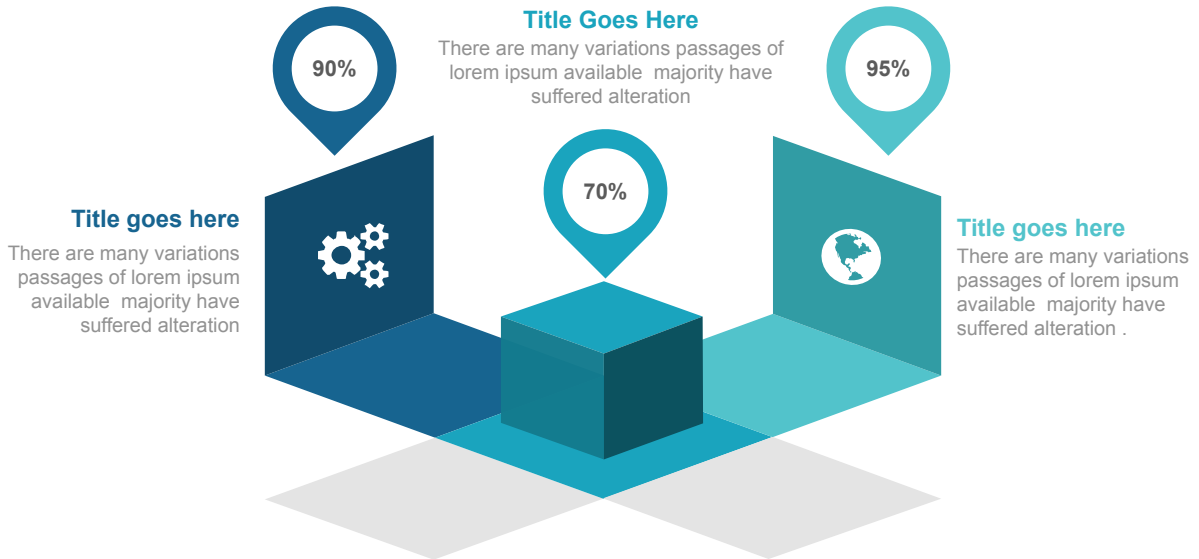 90%
Title Goes Here
There are many variations passages of
lorem ipsum available  majority have
suffered alteration
95%
70%
Title goes here
There are many variations
passages of lorem ipsum
available  majority have
suffered alteration
Title goes here
There are many variations
passages of lorem ipsum
available  majority have
suffered alteration .